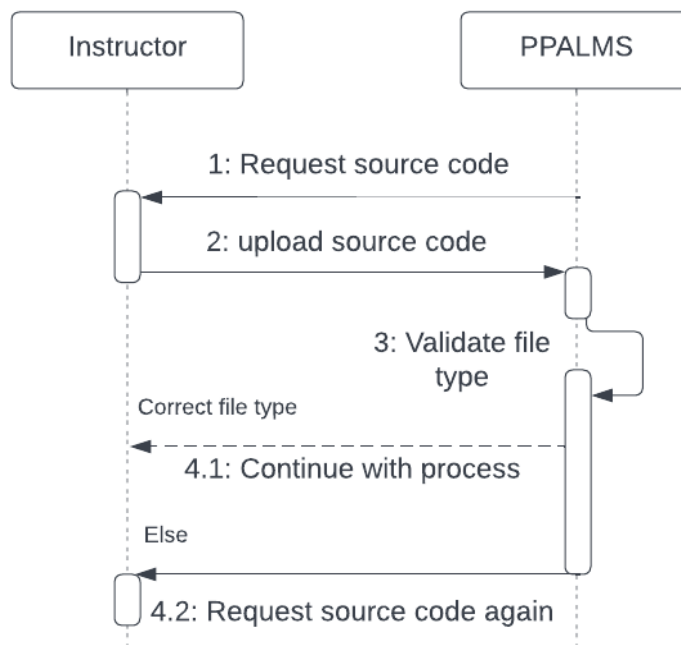 Instructor
PPALMS
1: Request source code
2: upload source code
3: Validate file
type
Correct file type
4.1: Continue with process
Else
4.2: Request source code again